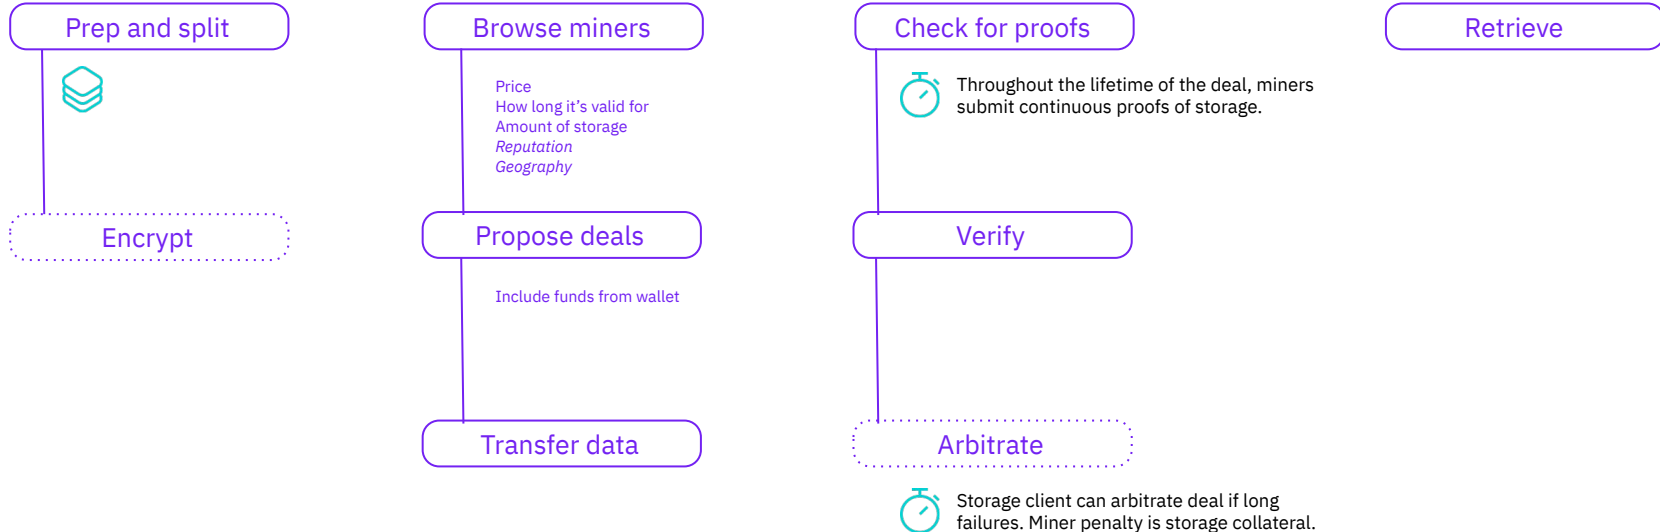 Prep and split
Encrypt
Browse miners
Price
How long it's valid for
Amount of storage
Reputation
Geography
Propose deals
Include funds from wallet
Transfer data
Check for proofs
Throughout the lifetime of the deal, miners
submit continuous proofs of storage.
Verify
Arbitrate
Storage client can arbitrate deal if long
failures. Miner penalty is storage collateral.
Retrieve